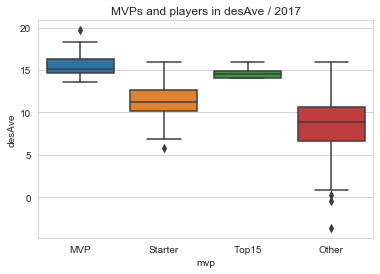 MVPs and players in desAve / 2017
20
15
10
5
0
desAve
MVP Starter Top15 Other
mvp